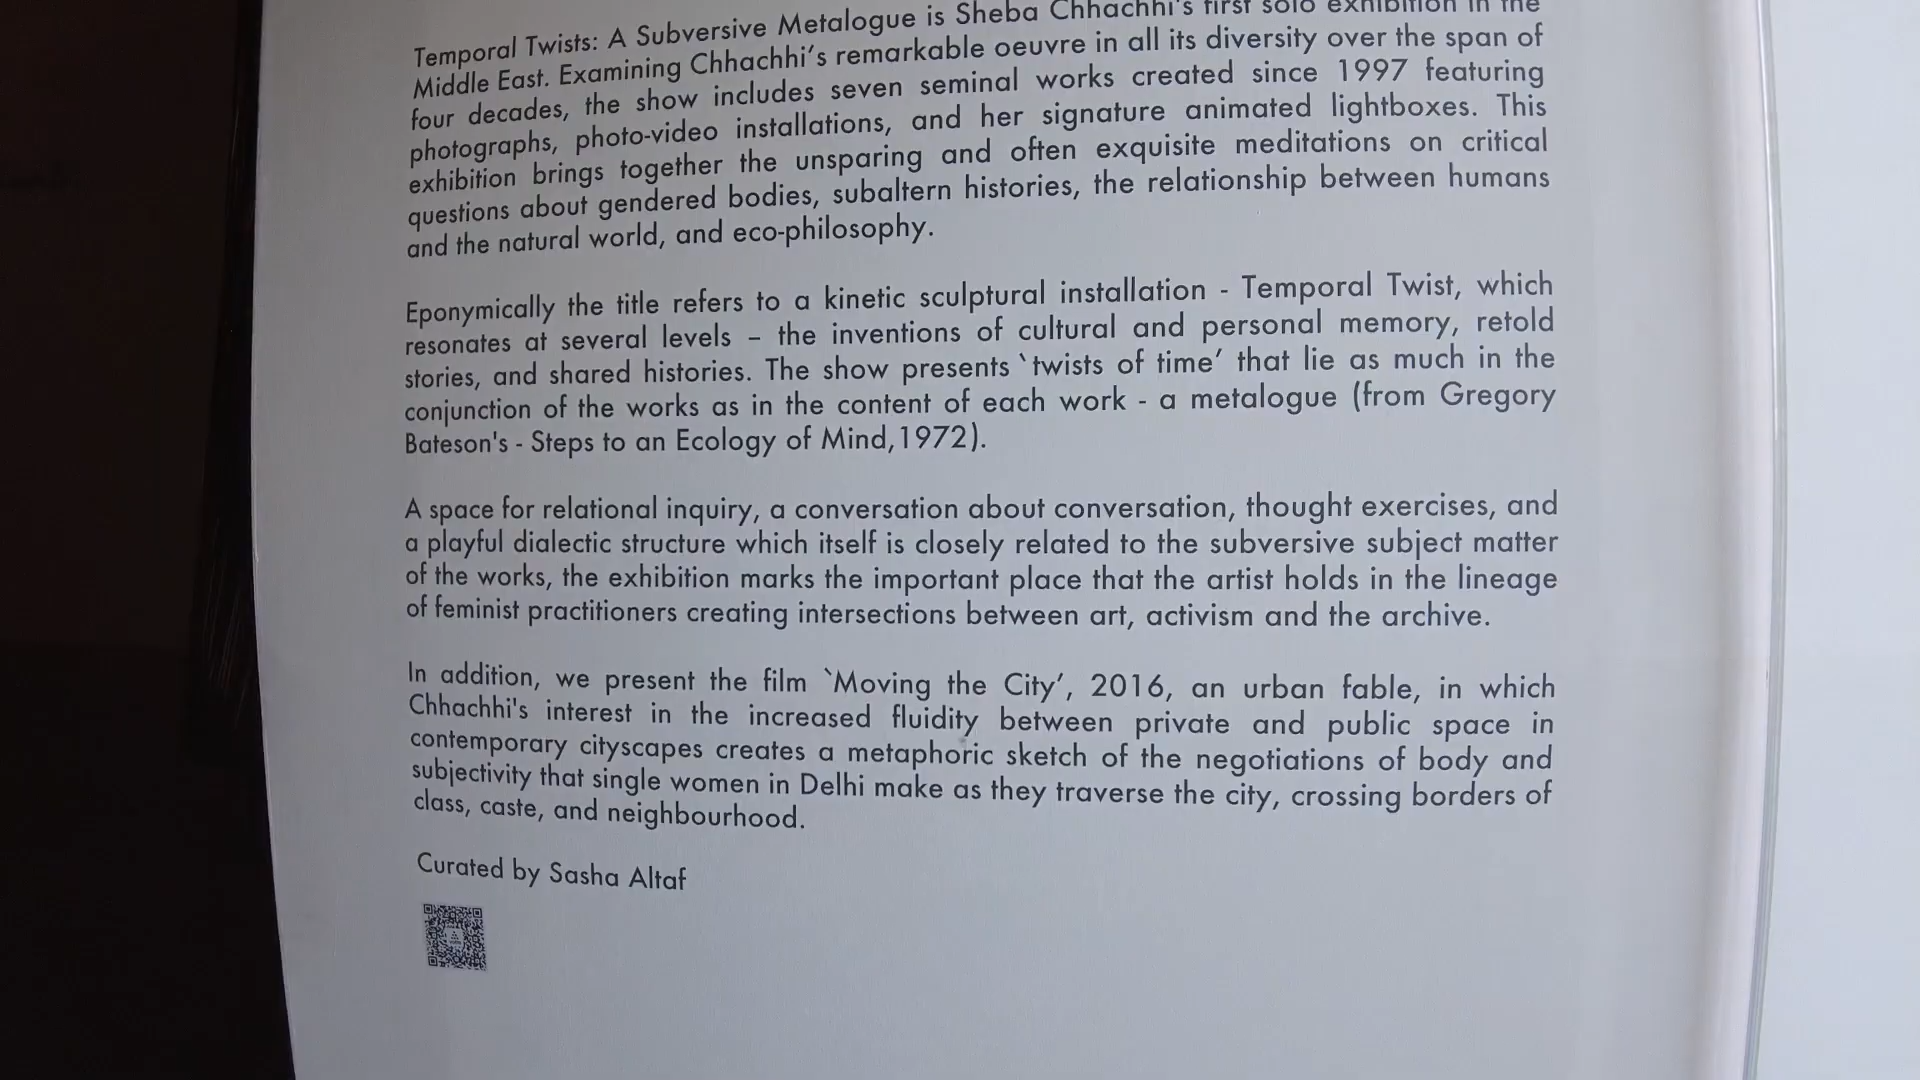 Temporal Twists: A Subversive Metalogue is Sheba Chhachhi's first solo exhibition in the
Middle East. Examining Chhachhi’s remarkable oeuvre in all its diversity over the span of
four decades, the show includes seven seminal works created since 1997 featuring
photographs, photo-video installations, and her signature animated lightboxes. This
exhibition brings together the unsparing and often exquisite meditations on critical
questions about gendered bodies, subaltern histories, the relationship between humans
and the natural world, and eco-philosophy.
Eponymically the title refers to a kinetic sculptural installation - Temporal Twist, which
resonates at several levels – the inventions of cultural and personal memory, retold
stories, and shared histories. The show presents ‵twists of time’ that lie as much in the
conjunction of the works as in the content of each work - a metalogue (from Gregory
Bateson's - Steps to an Ecology of Mind,1972).
A space for relational inquiry, a conversation about conversation, thought exercises, and
a playful dialectic structure which itself is closely related to the subversive subject matter
of the works, the exhibition marks the important place that the artist holds in the lineage
of feminist practitioners creating intersections between art, activism and the archive.
In addition, we present the film `Moving the City’, 2016, an urban fable, in which
Chhachhi's interest in the increased fluidity between private and public space in
contemporary cityscapes creates a metaphoric sketch of the negotiations of body and
subjectivity that single women in Delhi make as they traverse the city, crossing borders of
class, caste, and neighbourhood.
Curated by Sasha Altaf